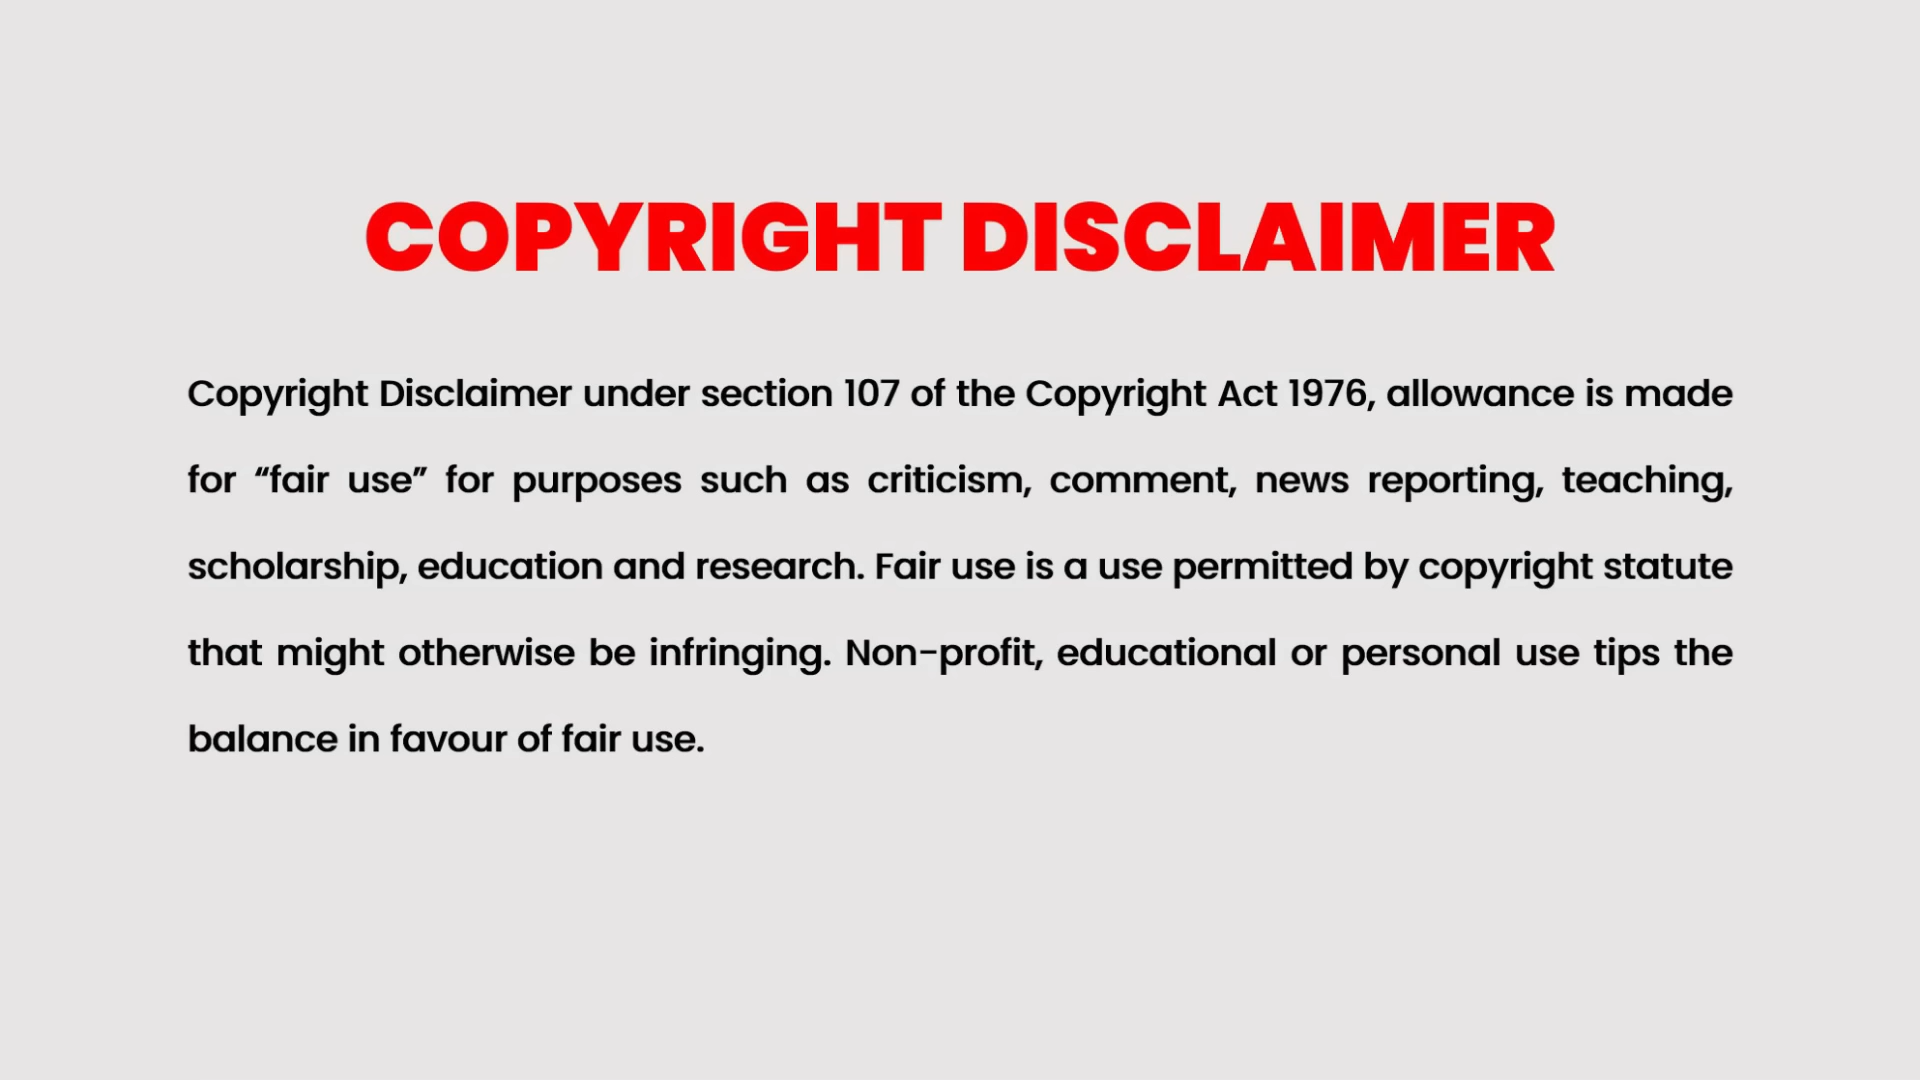 COPYRIGHT DISCLAIMER
Copyright Disclaimer under section 107 of the Copyright Act 1976, allowance is made
for “fair use” for purposes such as criticism, comment, news reporting, teaching,
scholarship, education and research. Fair use is a use permitted by copyright statute
that might otherwise be infringing. Non-profit, educational or personal use tips the
balance in favour of fair use.